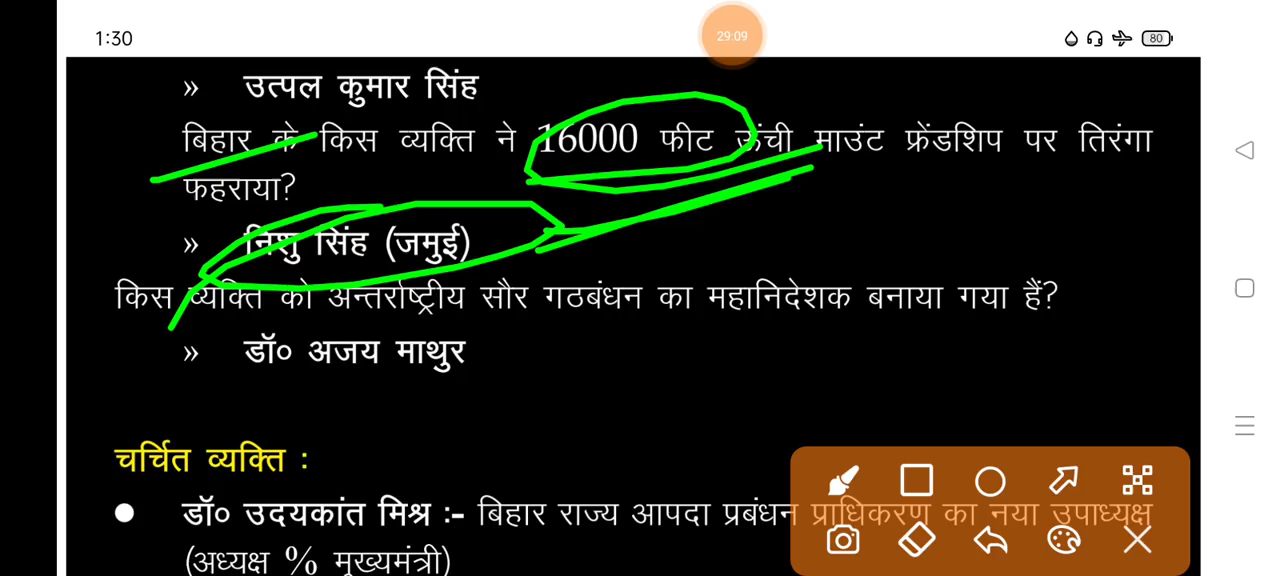 1:30
29:09
80
» उत्पल कुमार सिंह
बिहार के किस व्यक्ति ने 16000 फीट ऊंची माउंट फ्रेंडशिप पर तिरंगा
फहराया?
» निशु सिंह (जमुई)
किस व्यक्ति को अन्तर्राष्ट्रीय सौर गठबंधन का महानिदेशक बनाया गया हैं?
» डॉ० अजय माथुर
चर्चित व्यक्ति :
● डॉ० उदयकांत मिश्र :- बिहार राज्य आपदा प्रबंधन प्राधिकरण का नया उपाध्यक्ष
(अध्यक्ष % मुख्यमंत्री)